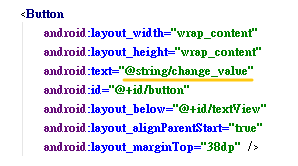 <Button
android:layout_width="wrap_content"
android:layout_height="wrap_content"
android:text="@string/change_value"
android:id="@+id/button"
android:layout_below="@+id/textView"
android:layout_alignParentStart="true"
android:layout_marginTop="38dp" />